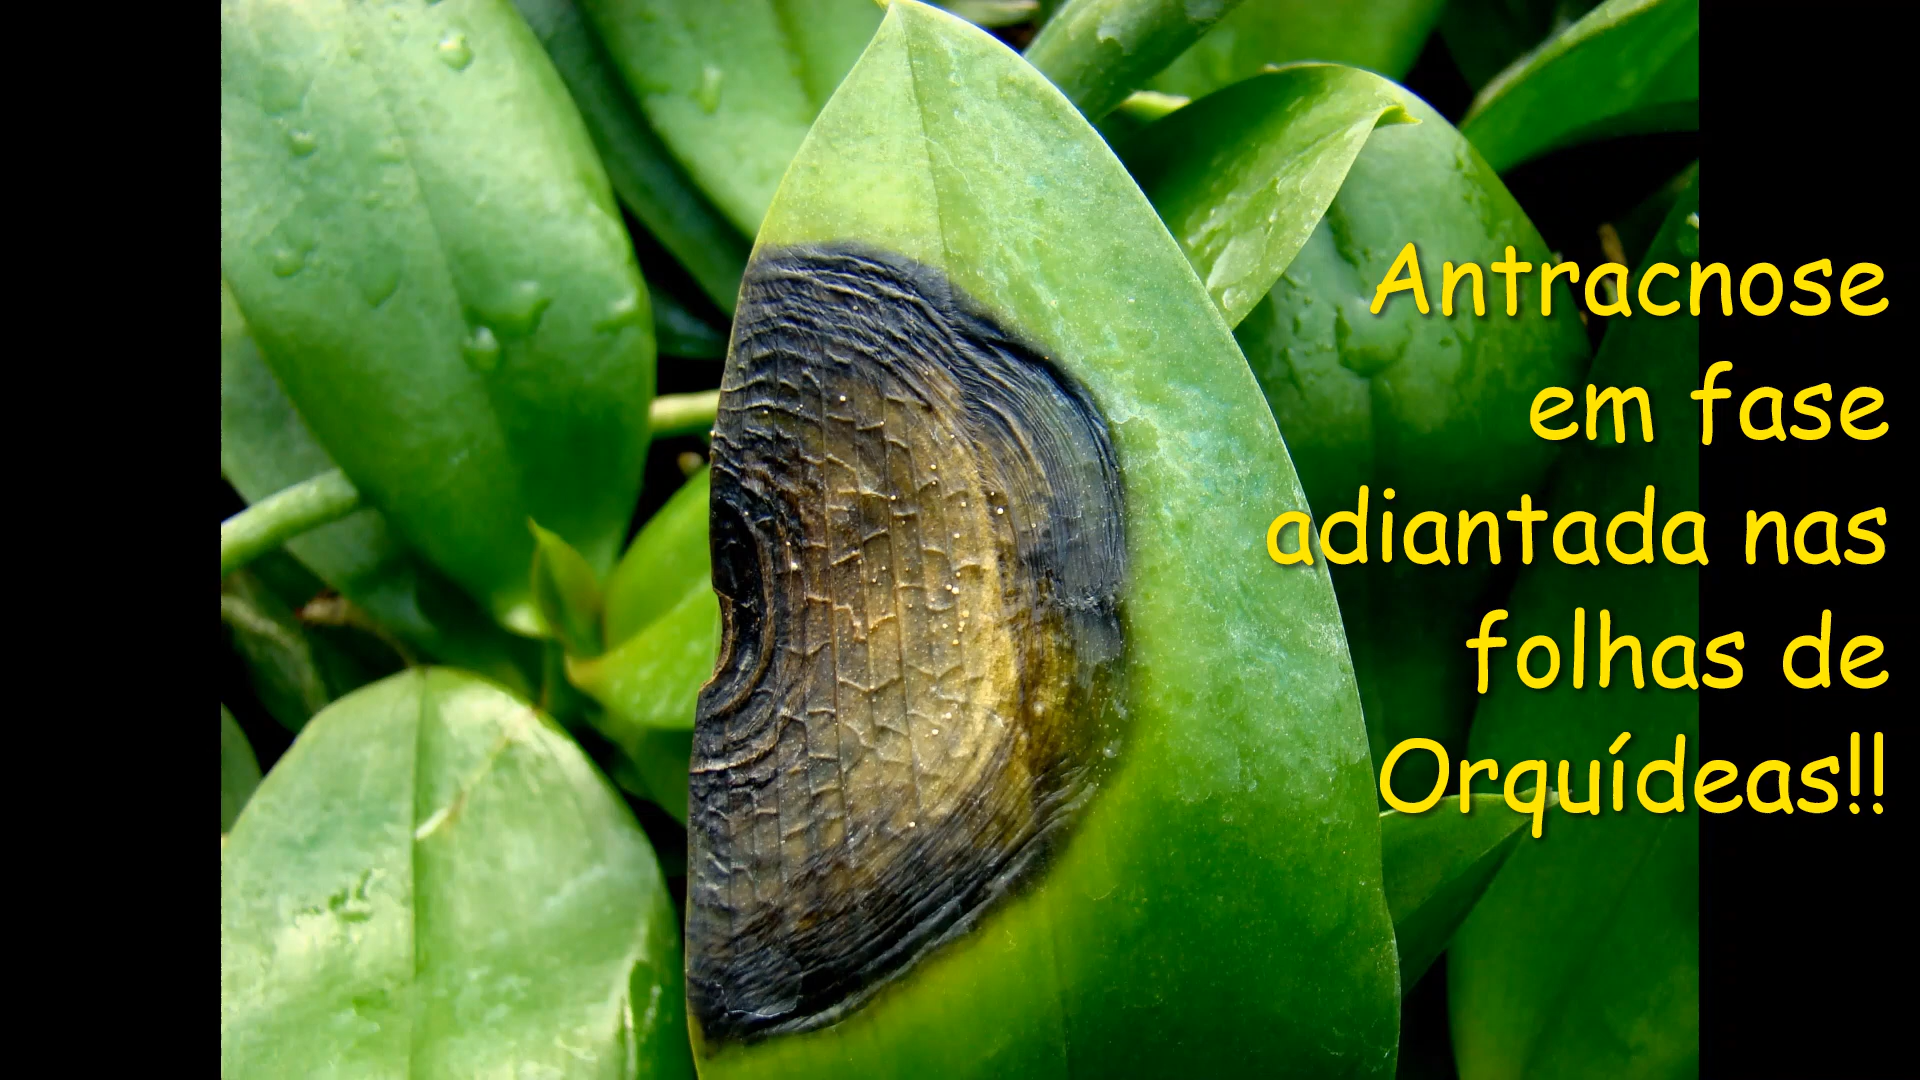 Antracnose
em fase
adiantada nas
folhas de
Orquídeas!!